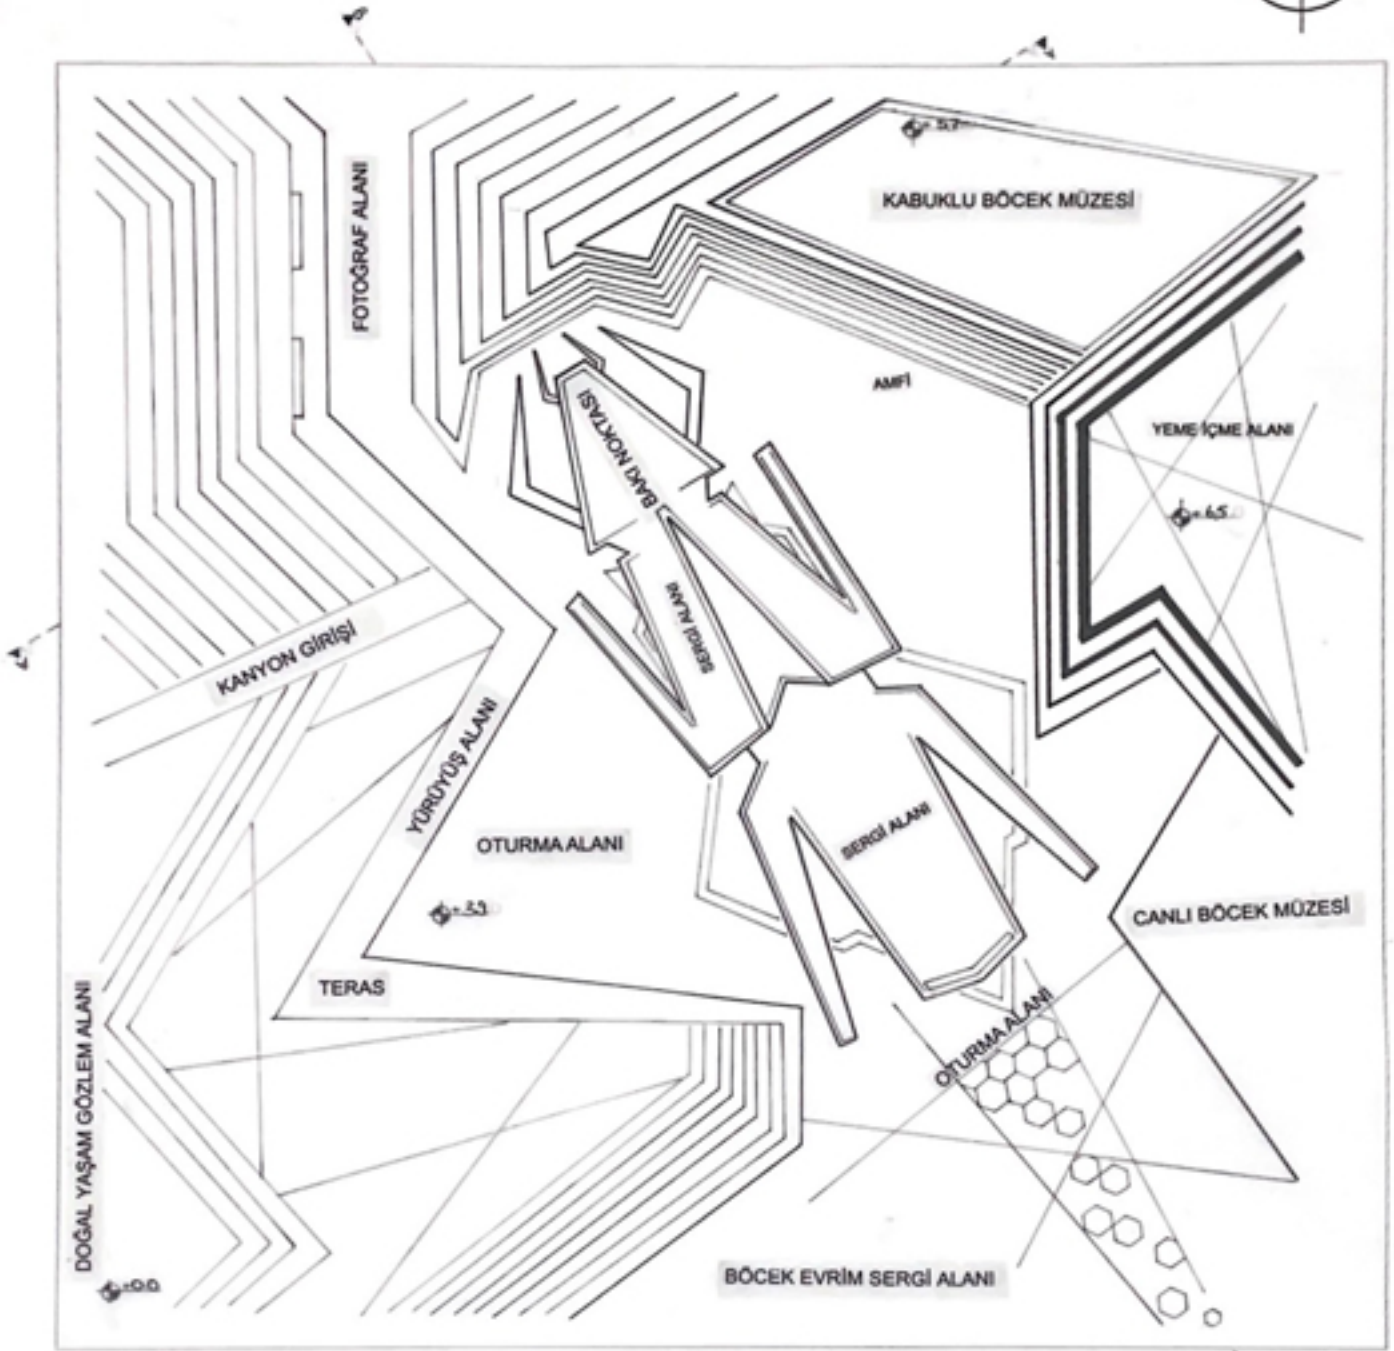 KABUKLU BÖCEK MÜZESİ
FOTOĞRAF ALANI
AMFİ
YEME İÇME ALANI
BAKI NOKTASI
SERGİ ALANI
KANYON GİRİŞİ
YÜRÜYÜŞ ALANI
OTURMA ALANI
SERGİ ALANI
CANLI BÖCEK MÜZESİ
TERAS
OTURMA ALANI
DOĞAL YAŞAM GÖZLEM ALANI
BÖCEK EVRİM SERGİ ALANI